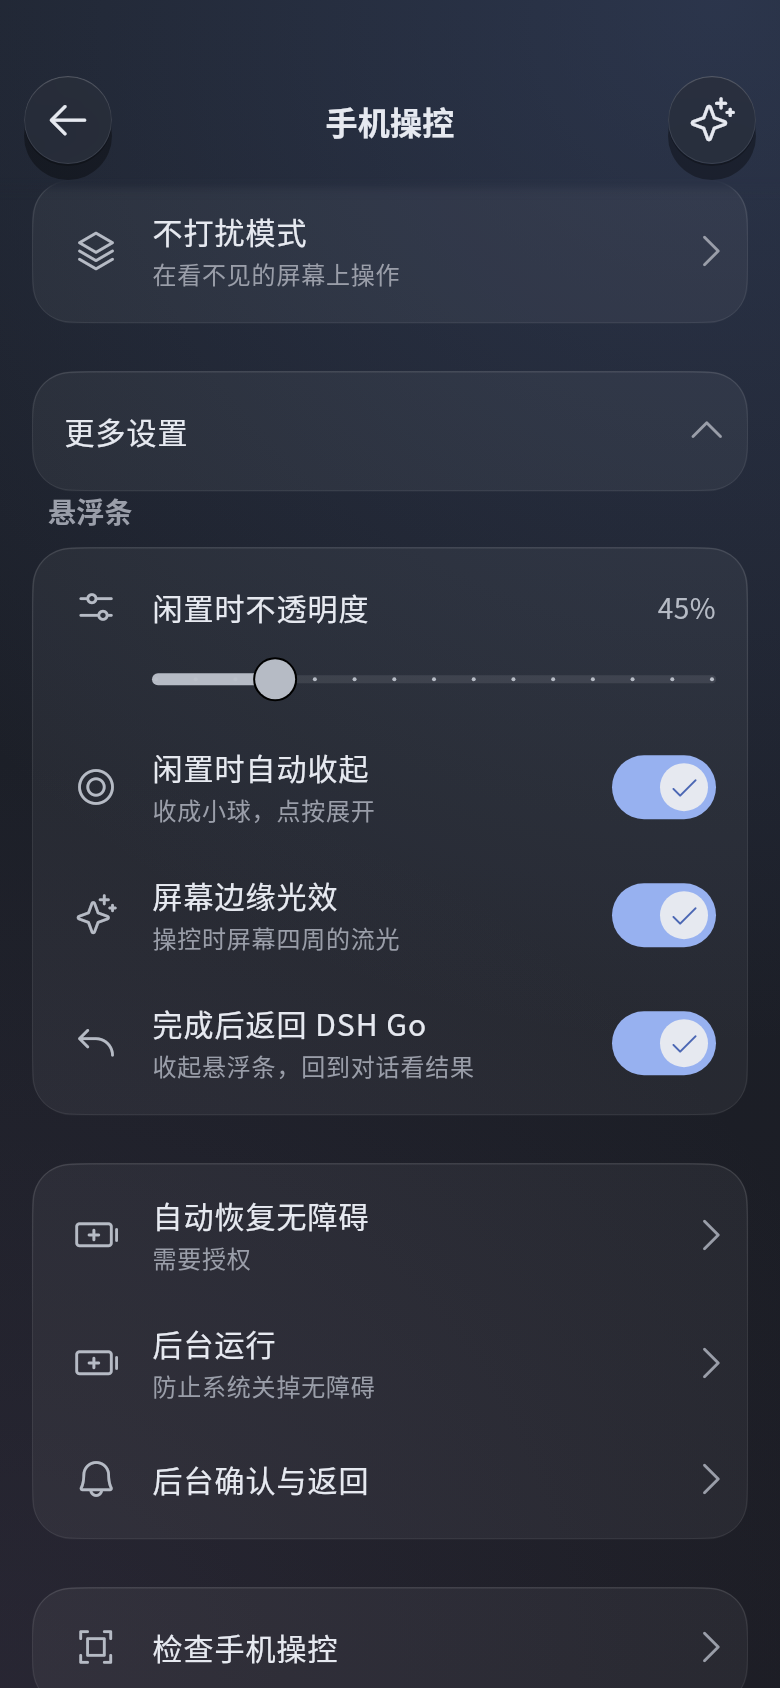 手机操控
不打扰模式
在看不见的屏幕上操作
更多设置
悬浮条
闲置时不透明度
45%
闲置时自动收起
收成小球，点按展开
屏幕边缘光效
操控时屏幕四周的流光
完成后返回 DSH Go
收起悬浮条，回到对话看结果
自动恢复无障碍
需要授权
后台运行
防止系统关掉无障碍
后台确认与返回
检查手机操控